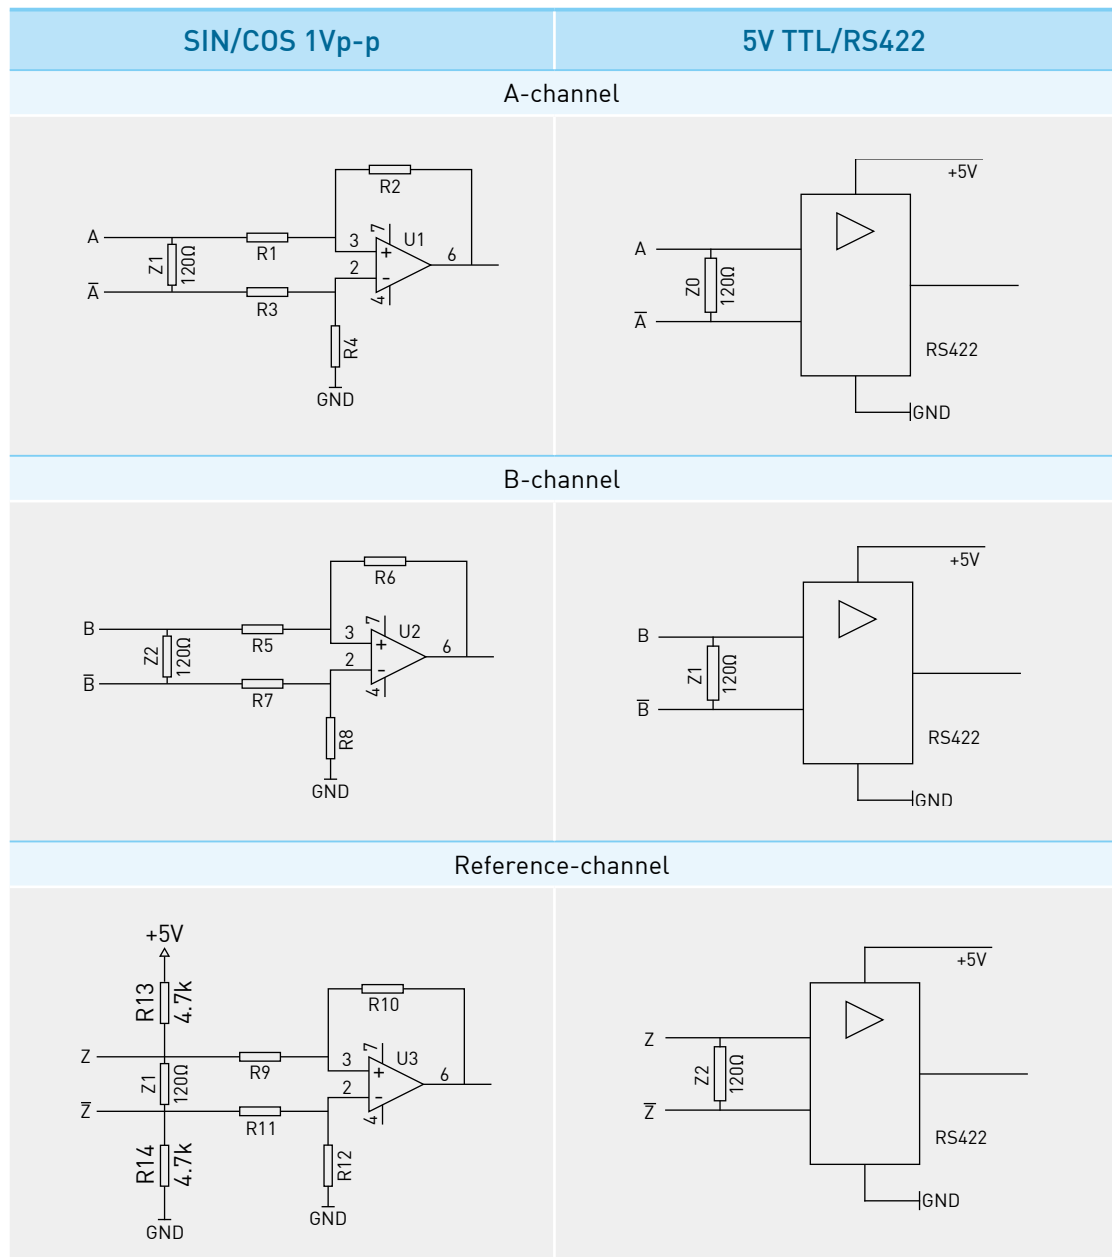 SIN/COS 1Vp-p
5V TTL/RS422
A-channel
R2
A
Z1
120Ω
R1
3
7
U1
+
2
-
6
4
A̅
R3
R4
GND
+5V
A
Z0
120Ω
A̅
RS422
GND
B-channel
R6
B
Z2
120Ω
R5
3
7
U2
+
2
-
6
4
B̅
R7
R8
GND
+5V
B
Z1
120Ω
B̅
RS422
GND
Reference-channel
+5V
R13
4.7k
R10
Z
Z1
120Ω
R9
3
7
U3
+
2
-
6
4
Z̅
R11
R14
4.7k
R12
GND
GND
+5V
Z
Z2
120Ω
Z̅
RS422
GND